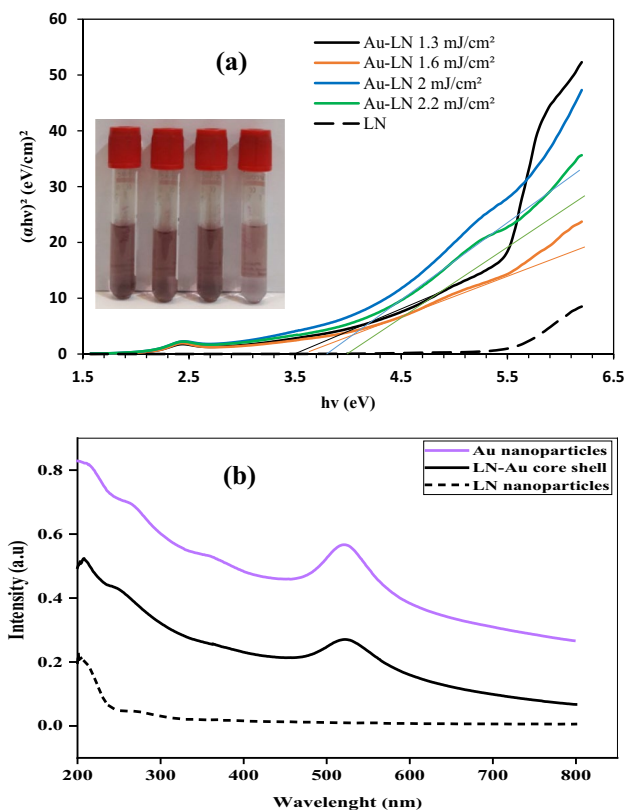 (a)
Au-LN 1.3 mJ/cm²
Au-LN 1.6 mJ/cm²
Au-LN 2 mJ/cm²
Au-LN 2.2 mJ/cm²
LN
(αhν)² (eV/cm)²
60
50
40
30
20
10
0
1.5 2.5 3.5 4.5 5.5 6.5
hv (eV)
(b)
Au nanoparticles
LN-Au core shell
LN nanoparticles
Intensity (a.u)
0.8
0.6
0.4
0.2
0.0
200 300 400 500 600 700 800
Wavelenght (nm)